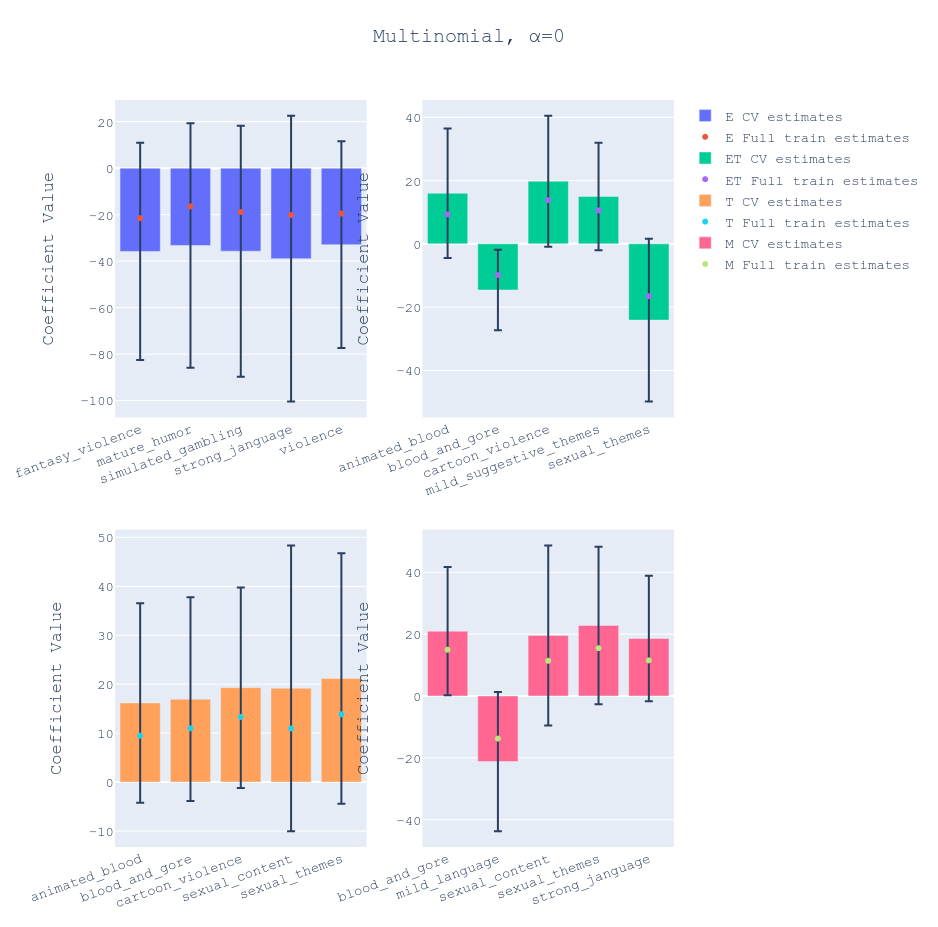 Multinomial, α=0
Coefficient Value
20
0
−20
−40
−60
−80
−100
fantasy_violence
mature_humor
simulated_gambling
strong_janguage
violence
Coefficient Value
40
20
0
−20
−40
animated_blood
blood_and_gore
cartoon_violence
mild_suggestive_themes
sexual_themes
E CV estimates
E Full train estimates
ET CV estimates
ET Full train estimates
T CV estimates
T Full train estimates
M CV estimates
M Full train estimates
Coefficient Value
50
40
30
20
10
0
−10
animated_blood
blood_and_gore
cartoon_violence
sexual_content
sexual_themes
Coefficient Value
40
20
0
−20
−40
blood_and_gore
mild_language
sexual_content
sexual_themes
strong_janguage